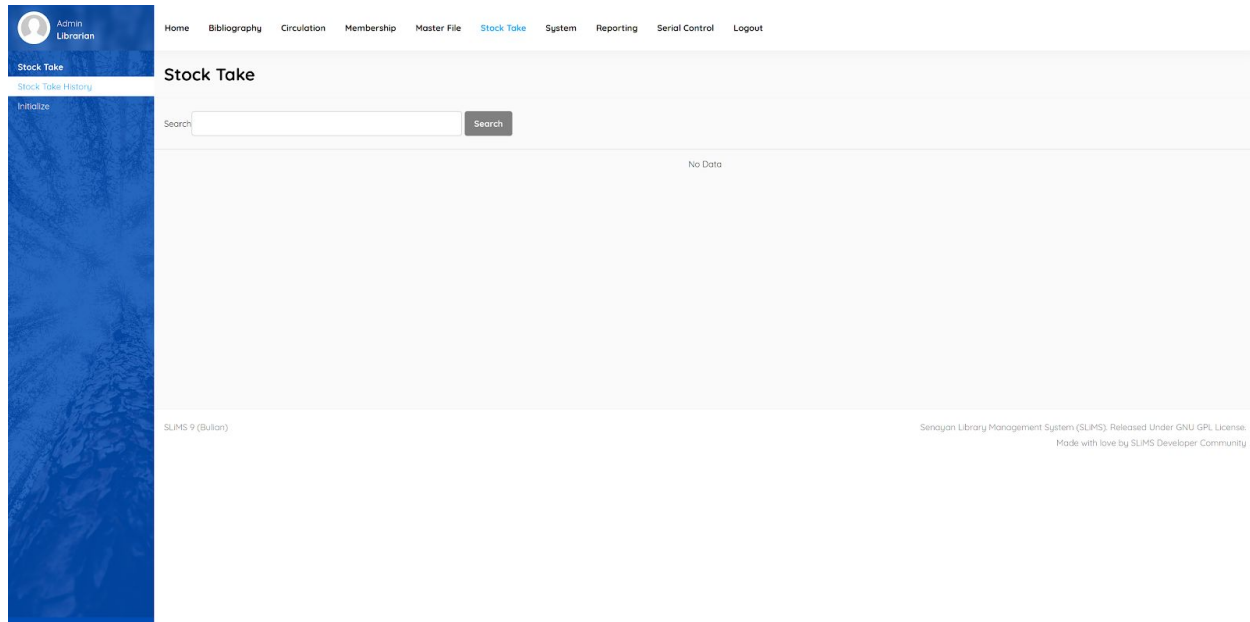 Admin
Librarian
Home Bibliography Circulation Membership Master File Stock Take System Reporting Serial Control Logout
Stock Take
Stock Take History
Initialize
Stock Take
Search Search
No Data
SLiMS 9 (Bulian)
Senayan Library Management System (SLiMS). Released Under GNU GPL License.
Made with love by SLiMS Developer Community